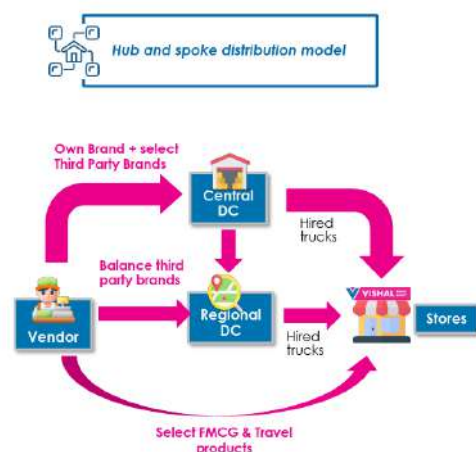 Hub and spoke distribution model
Own Brand + select
Third Party Brands
Central
DC
Hired
trucks
Balance third
party brands
VISHAL
Vendor
Regional
DC
Hired
trucks
Stores
Select FMCG & Travel
products